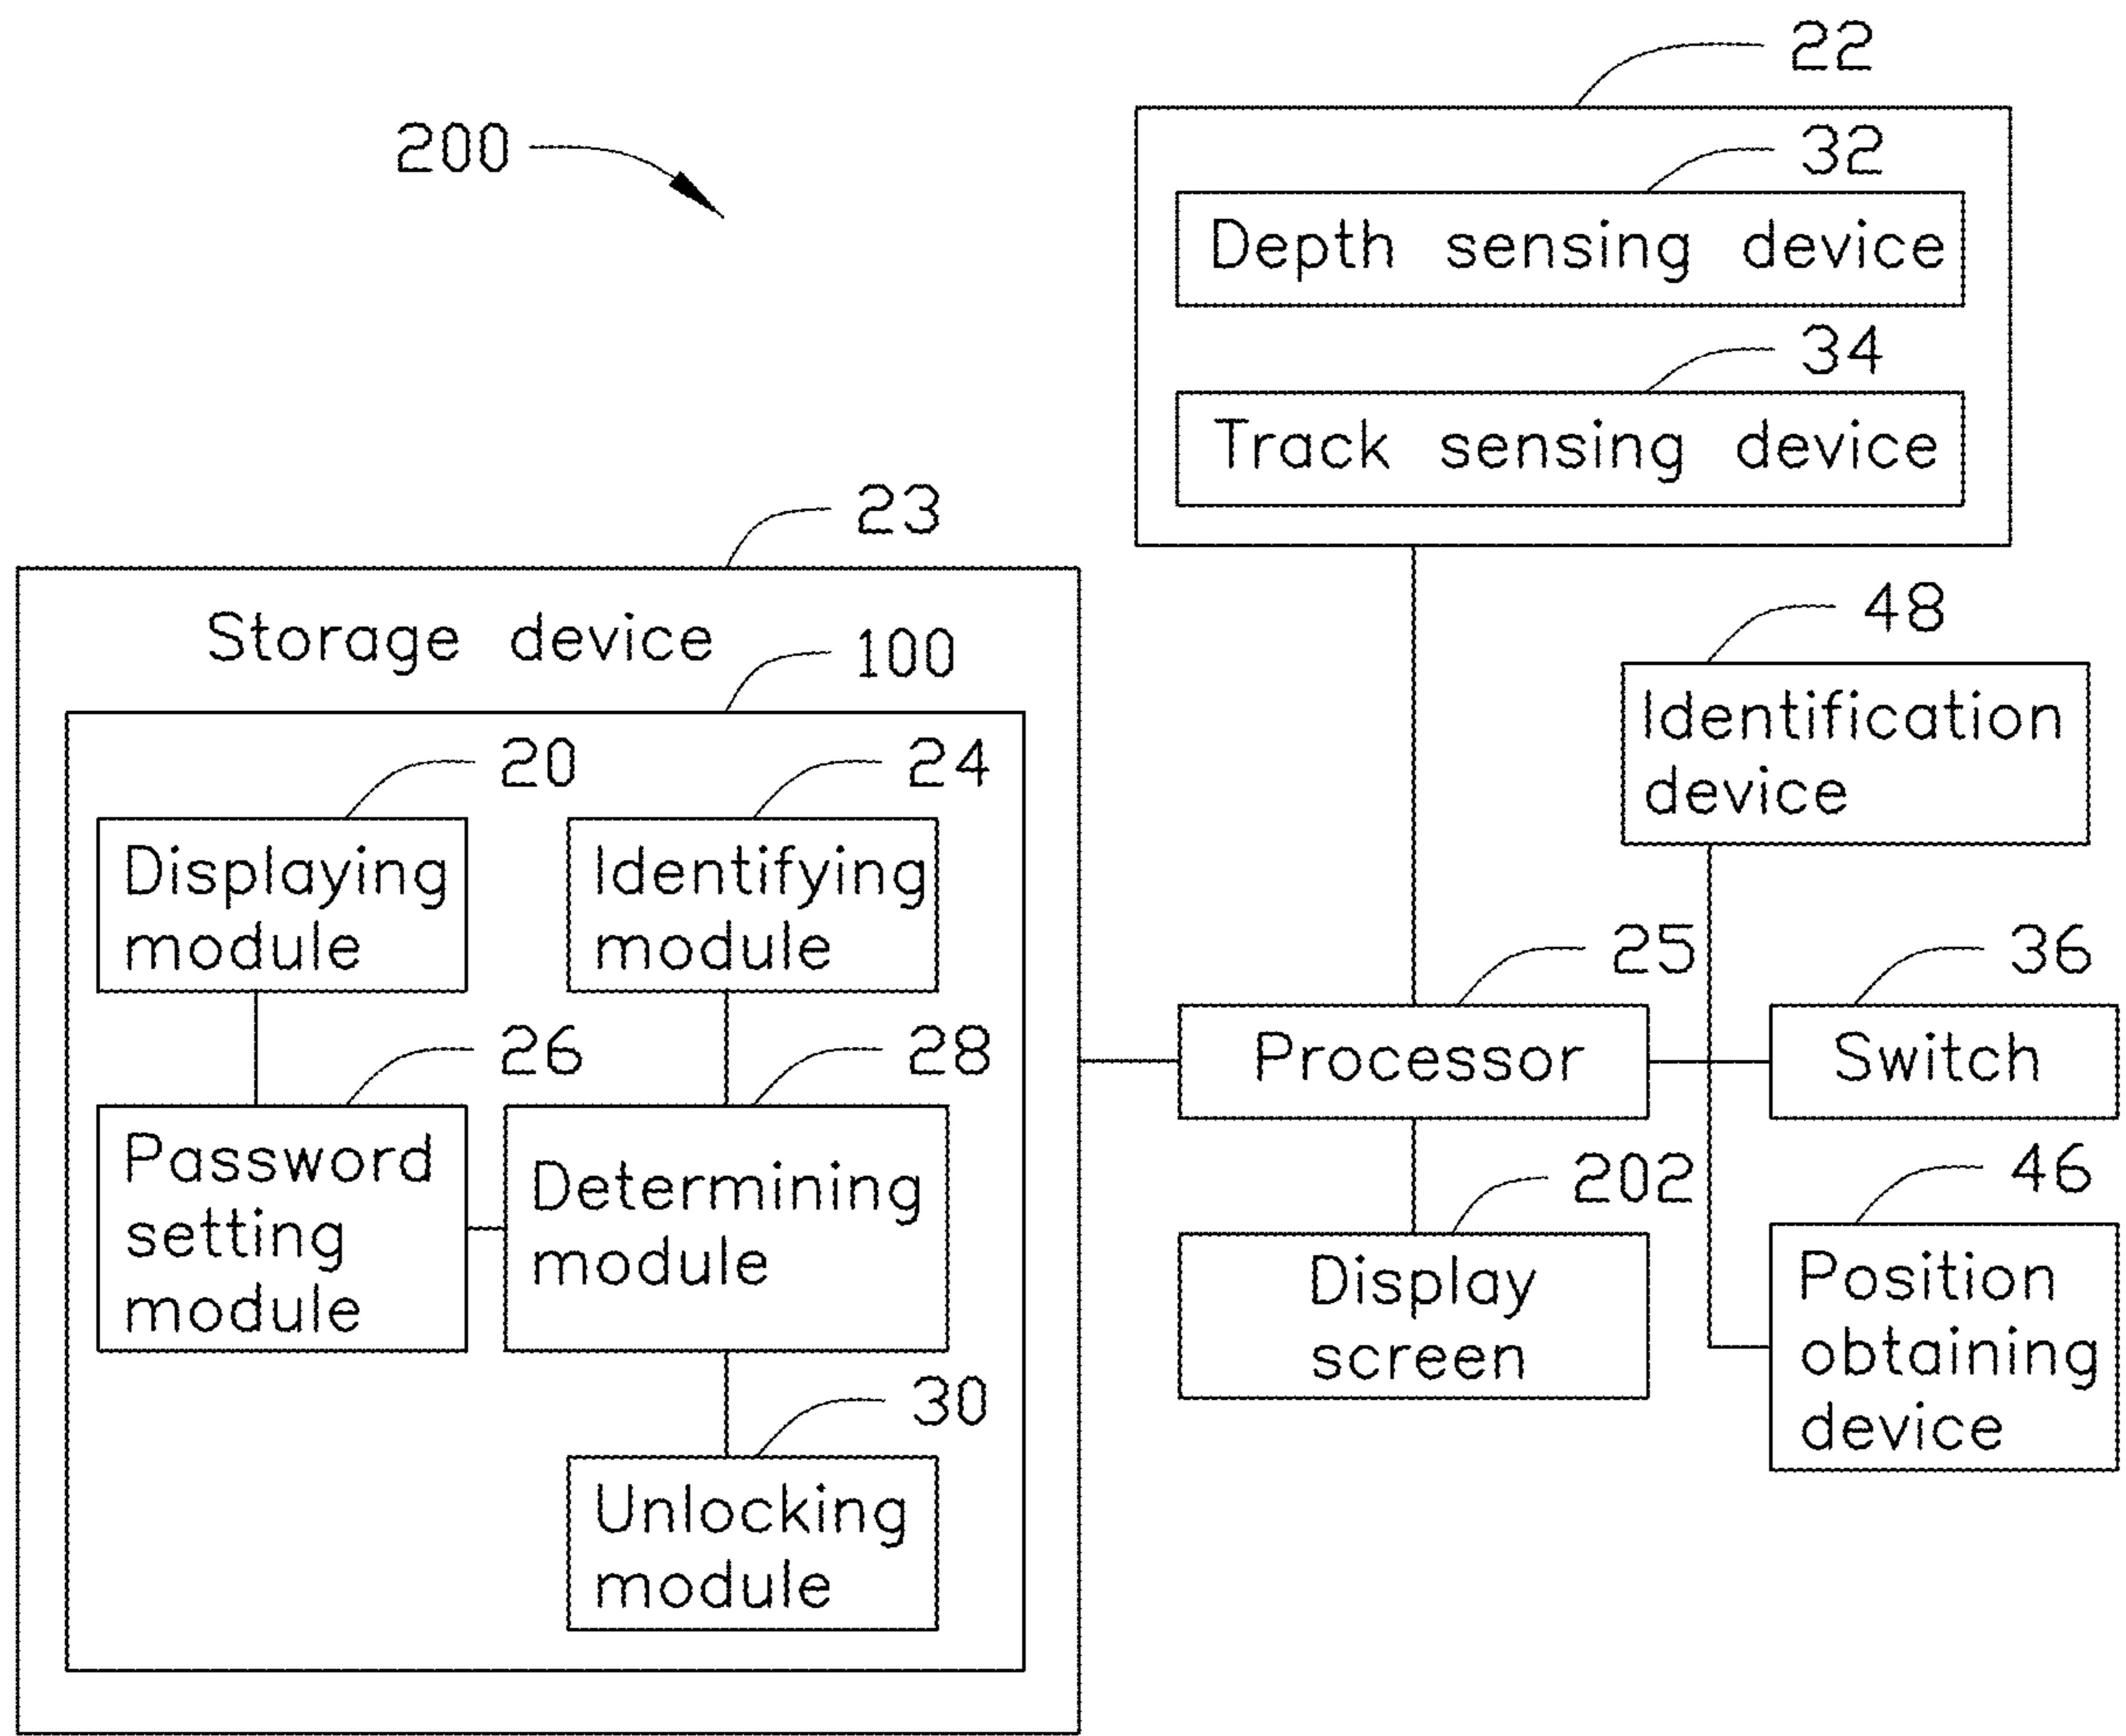 22
200
32
Depth sensing device
34
Track sensing device
23
Storage device
100
48
Identification
device
20
24
Displaying
module
Identifying
module
26
28
Password
setting
module
Determining
module
30
Unlocking
module
25
Processor
36
Switch
202
Display
screen
46
Position
obtaining
device